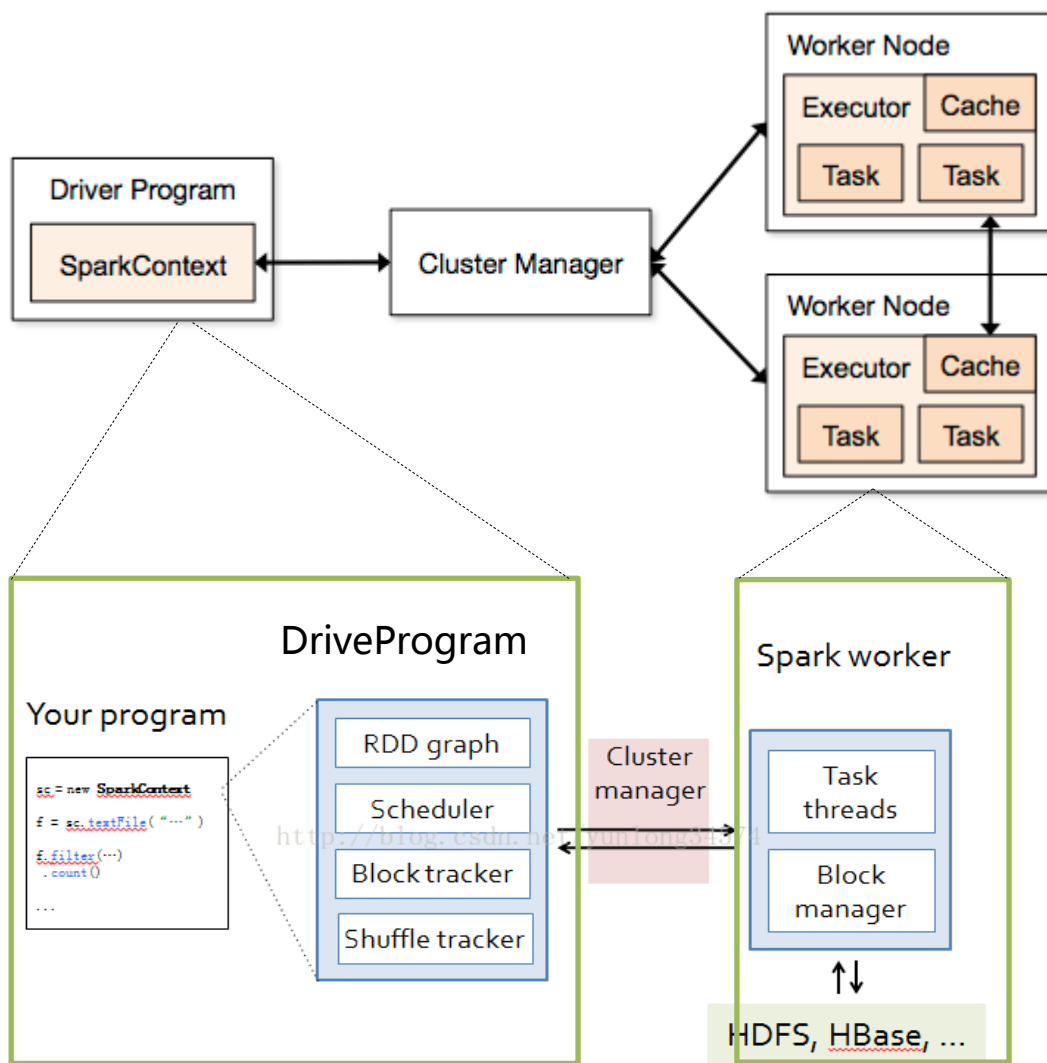 Worker Node
Executor
Cache
Task
Task
Driver Program
SparkContext
Cluster Manager
Worker Node
Executor
Cache
Task
Task
DriveProgram
Your program
sc = new SparkContext
f = sc.textFile( “…” )
f.filter(…)
.count()
...
RDD graph
Scheduler
Block tracker
Shuffle tracker
Cluster
manager
Spark worker
Task
threads
Block
manager
HDFS, HBase, ...